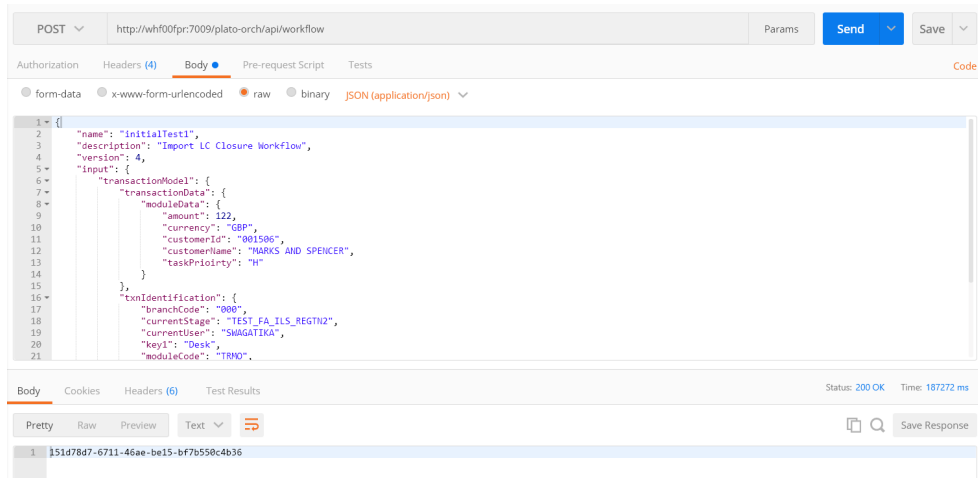 POST http://whf00fpr:7009/plato-orch/api/workflow Params Send Save
Authorization Headers (4) Body Pre-request Script Tests Code
form-data x-www-form-urlencoded raw binary JSON (application/json)
1 {
2 "name": "initialTest1",
3 "description": "Import LC Closure Workflow",
4 "version": 4,
5 "input": {
6 "transactionModel": {
7 "transactionData": {
8 "moduleData": {
9 "amount": 122,
10 "currency": "GBP",
11 "customerId": "001506",
12 "customerName": "MARKS AND SPENCER",
13 "taskPrioirty": "H"
14 }
15 },
16 "txnIdentification": {
17 "branchCode": "000",
18 "currentStage": "TEST_FA_ILS_REGTN2",
19 "currentUser": "SWAGATIKA",
20 "key1": "Desk",
21 "moduleCode": "TRMO",
Body Cookies Headers (6) Test Results Status: 200 OK Time: 187272 ms
Pretty Raw Preview Text Save Response
1 151d78d7-6711-46ae-be15-bf7b550c4b36